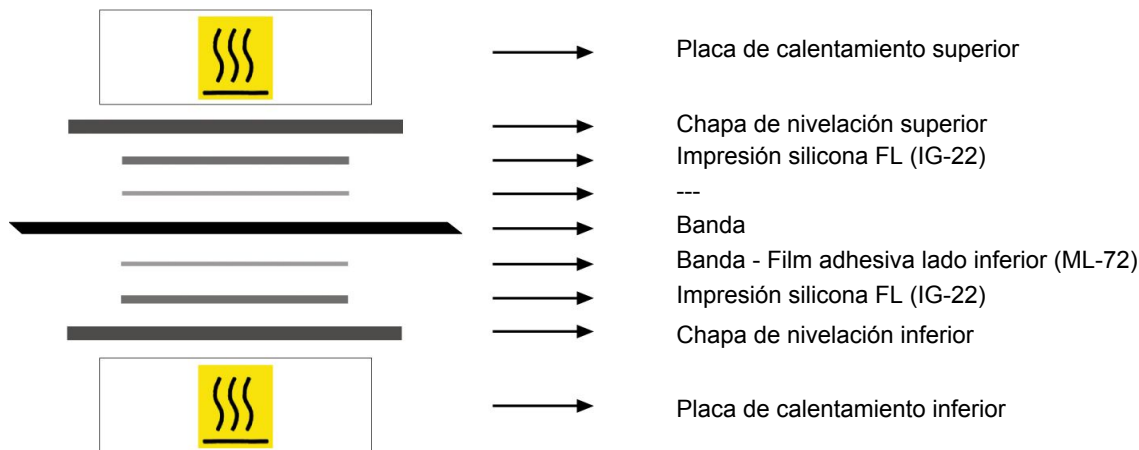 Placa de calentamiento superior
Chapa de nivelación superior
Impresión silicona FL (IG-22)
---
Banda
Banda - Film adhesiva lado inferior (ML-72)
Impresión silicona FL (IG-22)
Chapa de nivelación inferior
Placa de calentamiento inferior